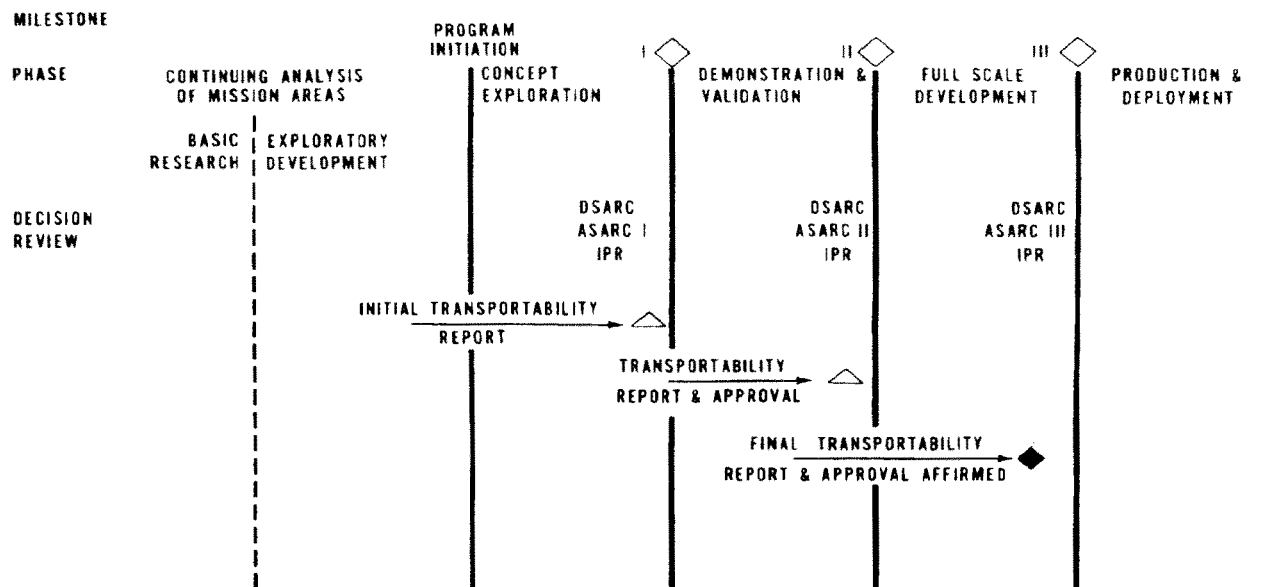 MILESTONE
PROGRAM
INITIATION
I
II
III
PHASE
CONTINUING ANALYSIS
OF MISSION AREAS
CONCEPT
EXPLORATION
DEMONSTRATION &
VALIDATION
FULL SCALE
DEVELOPMENT
PRODUCTION &
DEPLOYMENT
BASIC
RESEARCH
EXPLORATORY
DEVELOPMENT
DECISION
REVIEW
DSARC
ASARC I
IPR
DSARC
ASARC II
IPR
DSARC
ASARC III
IPR
INITIAL TRANSPORTABILITY
REPORT
TRANSPORTABILITY
REPORT & APPROVAL
FINAL TRANSPORTABILITY
REPORT & APPROVAL AFFIRMED